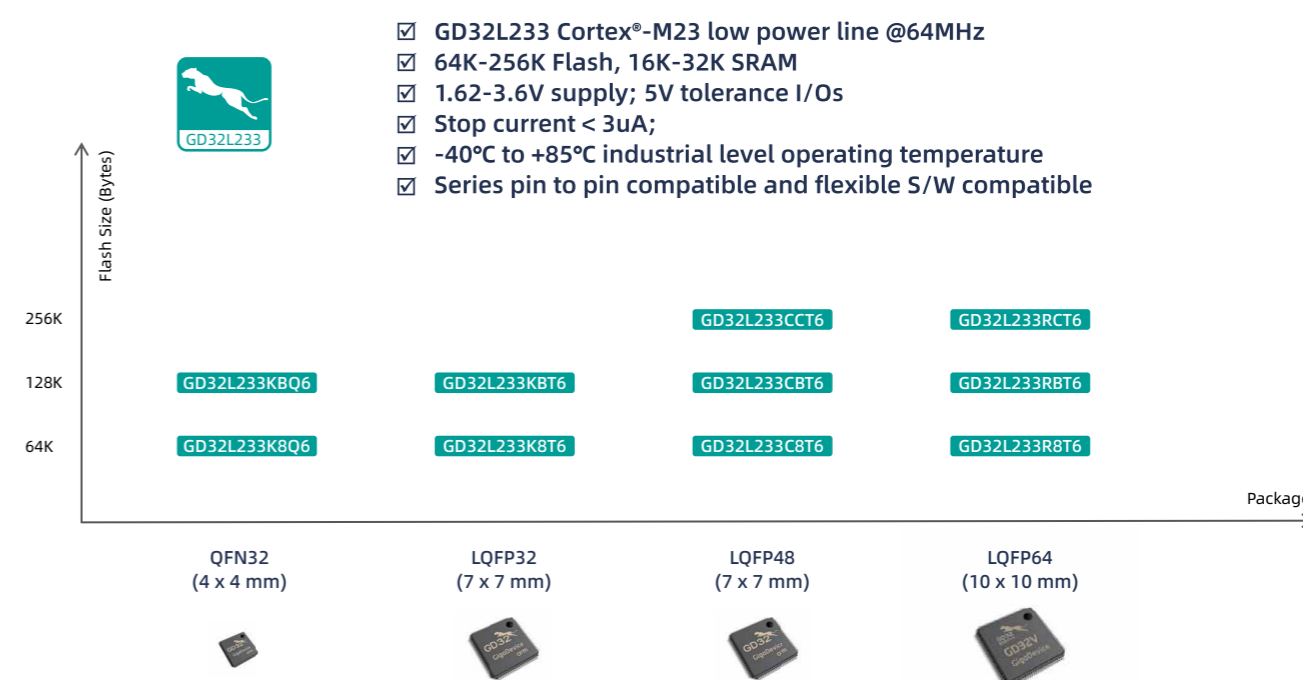 GD32L233 Cortex®-M23 low power line @64MHz
64K-256K Flash, 16K-32K SRAM
1.62-3.6V supply; 5V tolerance I/Os
Stop current < 3uA;
-40℃ to +85℃ industrial level operating temperature
Series pin to pin compatible and flexible S/W compatible
GD32L233
Flash Size (Bytes)
256K
GD32L233CCT6
GD32L233RCT6
128K
GD32L233KBQ6
GD32L233KBT6
GD32L233CBT6
GD32L233RBT6
64K
GD32L233K8Q6
GD32L233K8T6
GD32L233C8T6
GD32L233R8T6
Package
QFN32
(4 x 4 mm)
LQFP32
(7 x 7 mm)
LQFP48
(7 x 7 mm)
LQFP64
(10 x 10 mm)
GD32
GD32
GigaDevice
arm
GD32
GigaDevice
arm
GD32V
GigaDevice